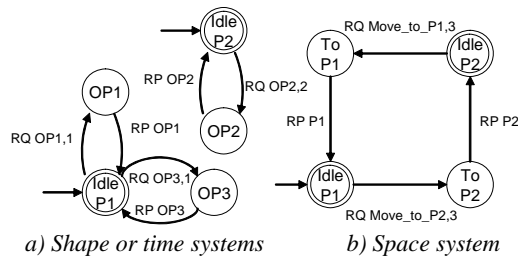 Idle
P2
RP OP2
RQ OP2,2
OP2
OP1
RQ OP1,1
RP OP1
Idle
P1
RQ OP3,1
OP3
RP OP3
a) Shape or time systems
RQ Move_to_P1,3
To
P1
Idle
P2
RP P1
RP P2
Idle
P1
To
P2
RQ Move_to_P2,3
b) Space system